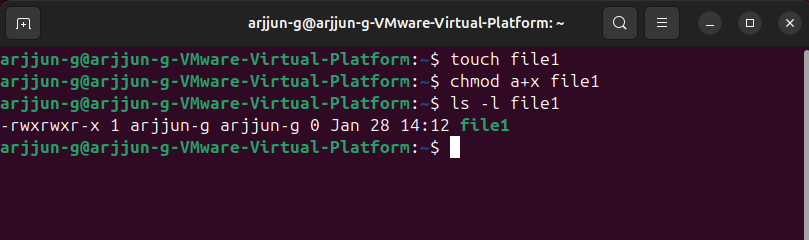 arjjun-g@arjjun-g-VMware-Virtual-Platform: ~
arjjun-g@arjjun-g-VMware-Virtual-Platform:~$ touch file1
arjjun-g@arjjun-g-VMware-Virtual-Platform:~$ chmod a+x file1
arjjun-g@arjjun-g-VMware-Virtual-Platform:~$ ls -l file1
-rwxrwxr-x 1 arjjun-g arjjun-g 0 Jan 28 14:12 file1
arjjun-g@arjjun-g-VMware-Virtual-Platform:~$